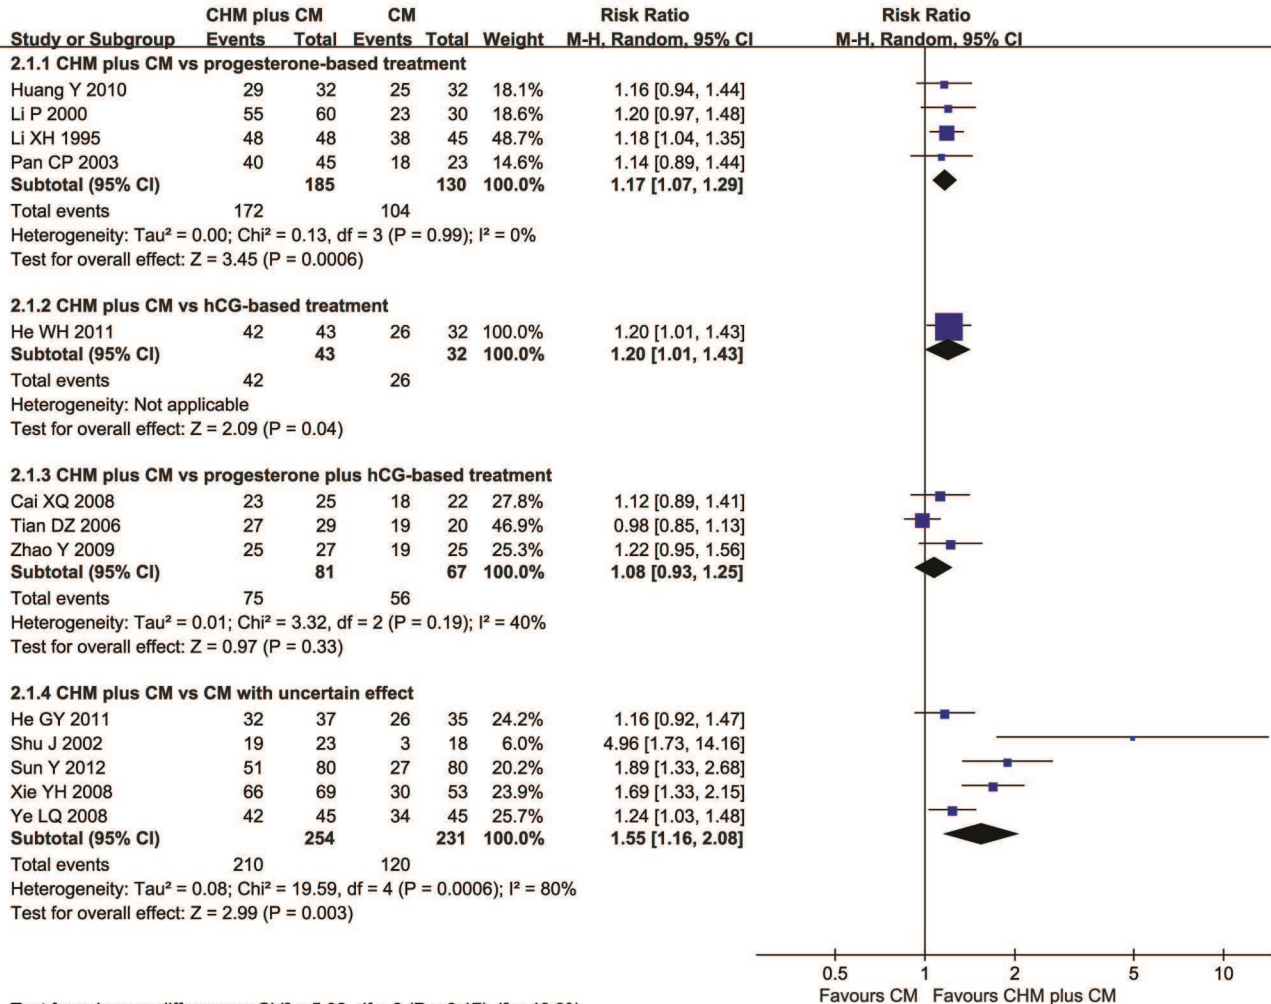 CHM plus CM CM Risk Ratio Risk Ratio
Study or Subgroup Events Total Events Total Weight M-H, Random, 95% CI M-H, Random, 95% CI
2.1.1 CHM plus CM vs progesterone-based treatment
Huang Y 2010 29 32 25 32 18.1% 1.16 [0.94, 1.44]
Li P 2000 55 60 23 30 18.6% 1.20 [0.97, 1.48]
Li XH 1995 48 48 38 45 48.7% 1.18 [1.04, 1.35]
Pan CP 2003 40 45 18 23 14.6% 1.14 [0.89, 1.44]
Subtotal (95% CI) 185 130 100.0% 1.17 [1.07, 1.29]
Total events 172 104
Heterogeneity: Tau² = 0.00; Chi² = 0.13, df = 3 (P = 0.99); I² = 0%
Test for overall effect: Z = 3.45 (P = 0.0006)
2.1.2 CHM plus CM vs hCG-based treatment
He WH 2011 42 43 26 32 100.0% 1.20 [1.01, 1.43]
Subtotal (95% CI) 43 32 100.0% 1.20 [1.01, 1.43]
Total events 42 26
Heterogeneity: Not applicable
Test for overall effect: Z = 2.09 (P = 0.04)
2.1.3 CHM plus CM vs progesterone plus hCG-based treatment
Cai XQ 2008 23 25 18 22 27.8% 1.12 [0.89, 1.41]
Tian DZ 2006 27 29 19 20 46.9% 0.98 [0.85, 1.13]
Zhao Y 2009 25 27 19 25 25.3% 1.22 [0.95, 1.56]
Subtotal (95% CI) 81 67 100.0% 1.08 [0.93, 1.25]
Total events 75 56
Heterogeneity: Tau² = 0.01; Chi² = 3.32, df = 2 (P = 0.19); I² = 40%
Test for overall effect: Z = 0.97 (P = 0.33)
2.1.4 CHM plus CM vs CM with uncertain effect
He GY 2011 32 37 26 35 24.2% 1.16 [0.92, 1.47]
Shu J 2002 19 23 3 18 6.0% 4.96 [1.73, 14.16]
Sun Y 2012 51 80 27 80 20.2% 1.89 [1.33, 2.68]
Xie YH 2008 66 69 30 53 23.9% 1.69 [1.33, 2.15]
Ye LQ 2008 42 45 34 45 25.7% 1.24 [1.03, 1.48]
Subtotal (95% CI) 254 231 100.0% 1.55 [1.16, 2.08]
Total events 210 120
Heterogeneity: Tau² = 0.08; Chi² = 19.59, df = 4 (P = 0.0006); I² = 80%
Test for overall effect: Z = 2.99 (P = 0.003)
0.5 1 2 5 10
Favours CM Favours CHM plus CM